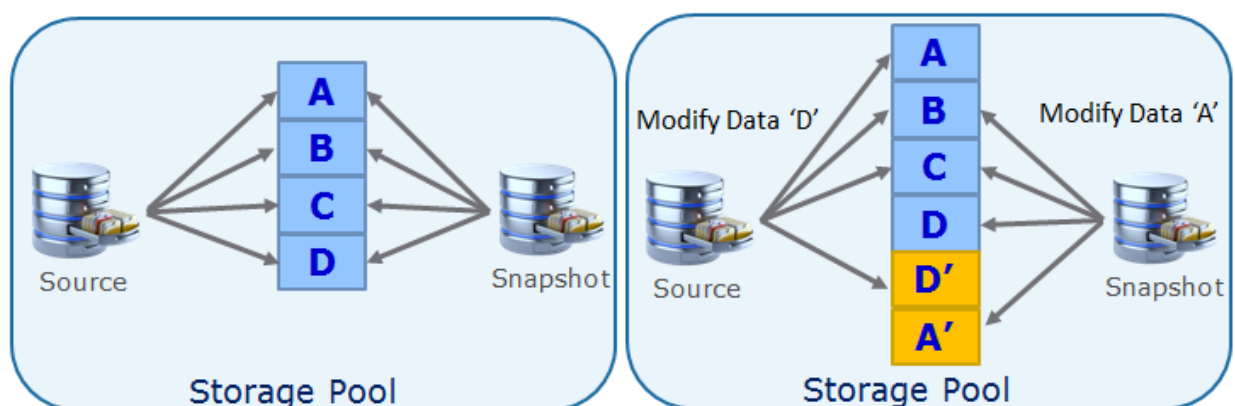 A
B
C
D
Source
Snapshot
Storage Pool
A
Modify Data ‘D’
B
Modify Data ‘A’
C
D
D’
A’
Source
Snapshot
Storage Pool